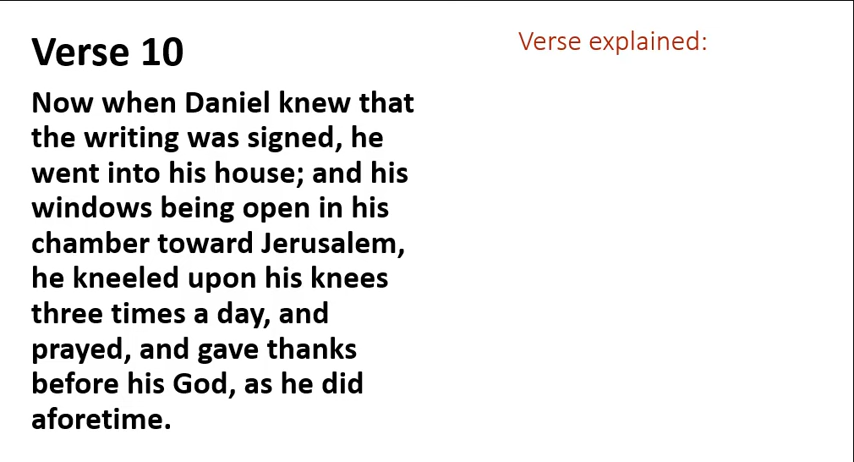 Verse 10
Now when Daniel knew that
the writing was signed, he
went into his house; and his
windows being open in his
chamber toward Jerusalem,
he kneeled upon his knees
three times a day, and
prayed, and gave thanks
before his God, as he did
aforetime.
Verse explained: